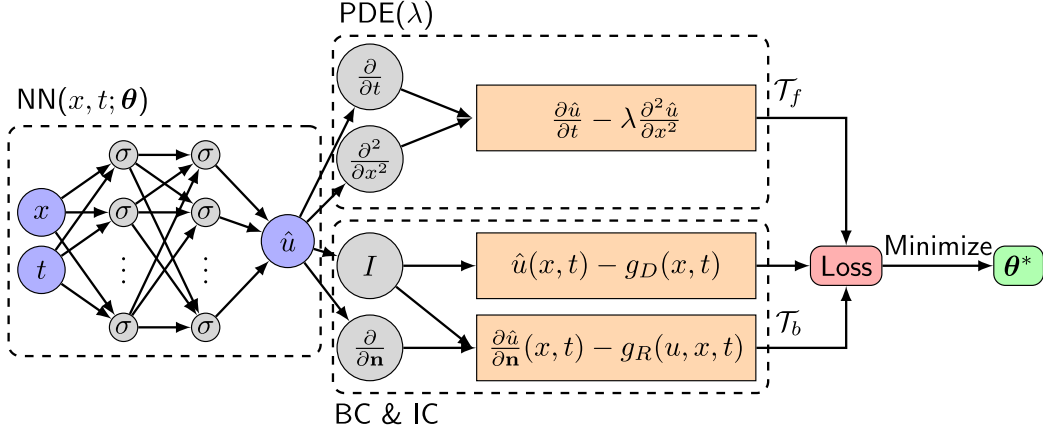 PDE(λ)
NN(x, t; θ)
∂/∂t
∂²/∂x²
∂û/∂t − λ ∂²û/∂x²
𝒯_f
σ
σ
σ
σ
⋮
⋮
σ
σ
x
t
û
I
∂/∂n
û(x, t) − g_D(x, t)
∂û/∂n(x, t) − g_R(u, x, t)
𝒯_b
Loss
Minimize
θ*
BC & IC